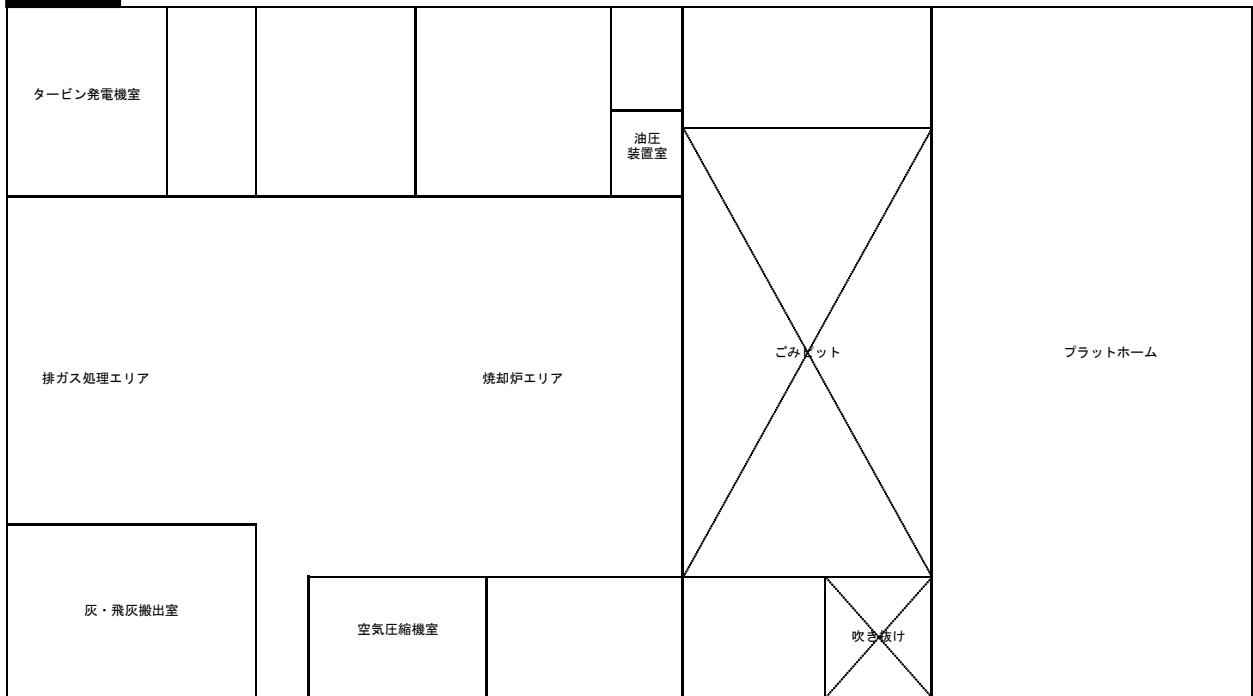 タービン発電機室
油圧
装置室
ごみピット
プラットホーム
排ガス処理エリア
焼却炉エリア
灰・飛灰搬出室
空気圧縮機室
吹き抜け